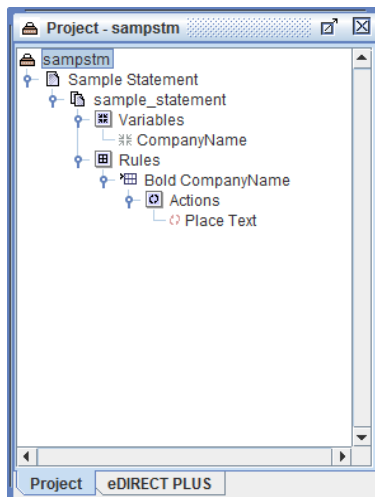 Project - sampstm
sampstm
Sample Statement
sample_statement
Variables
CompanyName
Rules
Bold CompanyName
Actions
Place Text
Project
eDIRECT PLUS